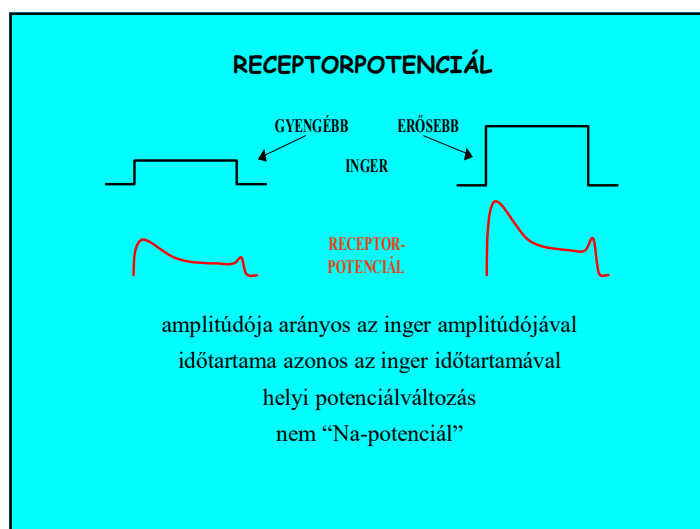 RECEPTORPOTENCIÁL
GYENGÉBB ERŐSEBB
INGER
RECEPTOR-
POTENCIÁL
amplitúdója arányos az inger amplitúdójával
időtartama azonos az inger időtartamával
helyi potenciálváltozás
nem “Na-potenciál”